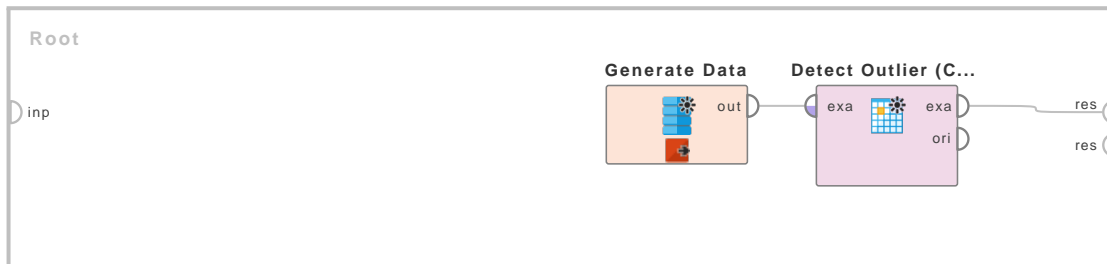 Root
Generate Data
Detect Outlier (C...
inp
out
exa
exa
res
ori
res